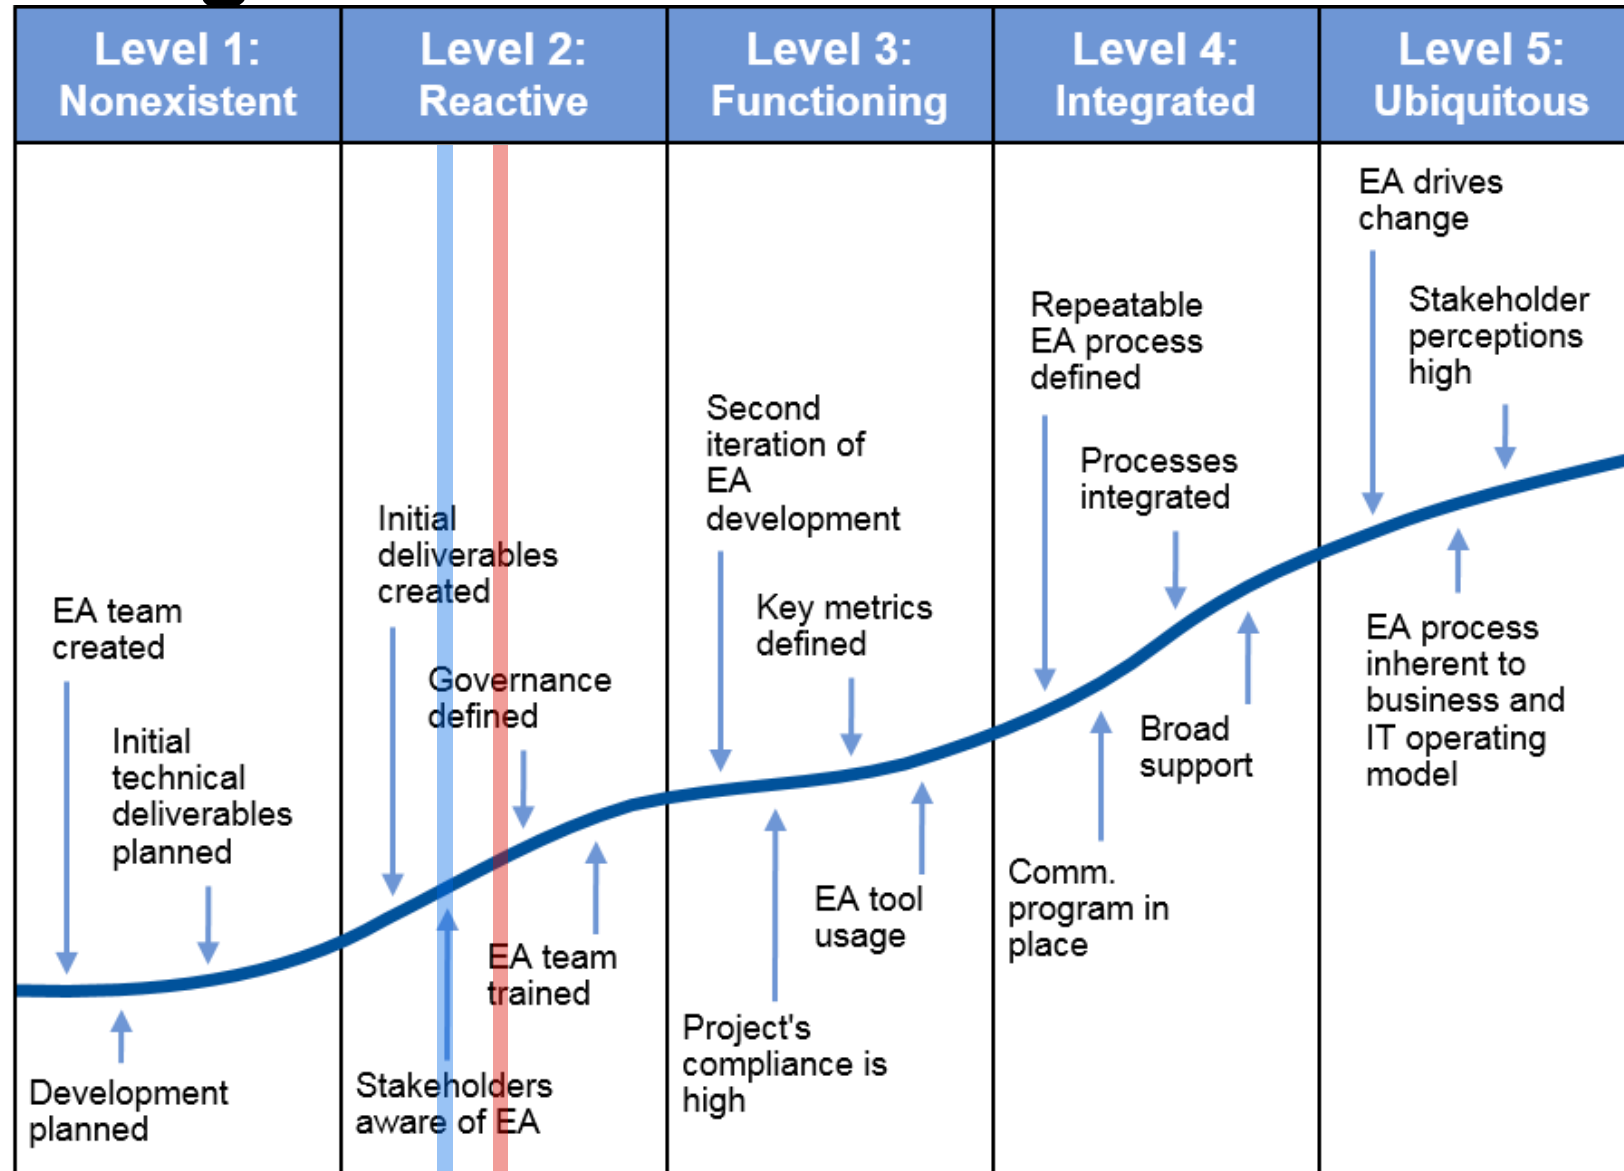 Level 1:
Nonexistent
Level 2:
Reactive
Level 3:
Functioning
Level 4:
Integrated
Level 5:
Ubiquitous
EA team
created
Initial
technical
deliverables
planned
Development
planned
Initial
deliverables
created
Governance
defined
EA team
trained
Stakeholders
aware of EA
Second
iteration of
EA
development
Key metrics
defined
EA tool
usage
Project's
compliance is
high
Repeatable
EA process
defined
Processes
integrated
Broad
support
Comm.
program in
place
EA drives
change
Stakeholder
perceptions
high
EA process
inherent to
business and
IT operating
model